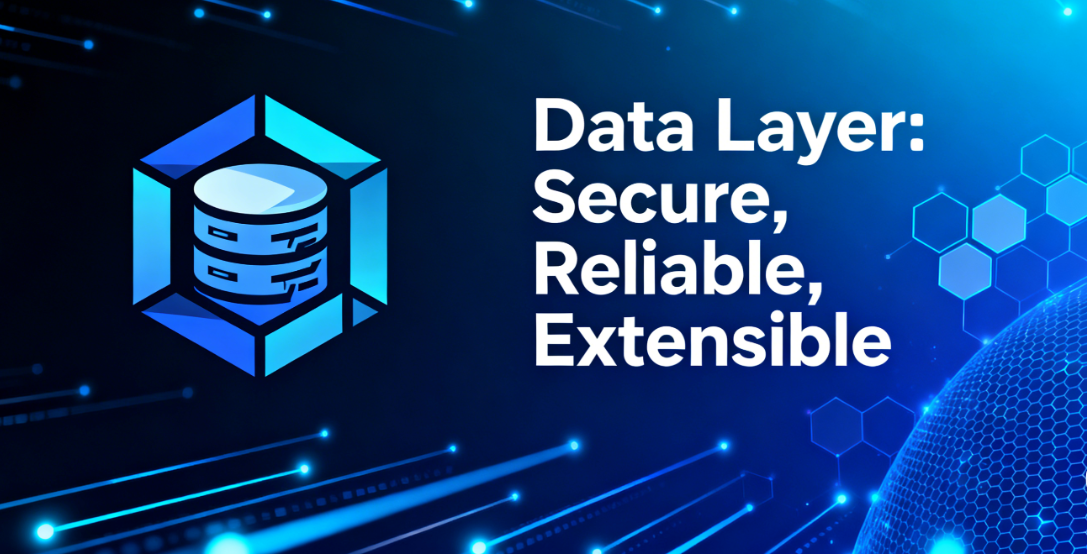 Data Layer:
Secure,
Reliable,
Extensible